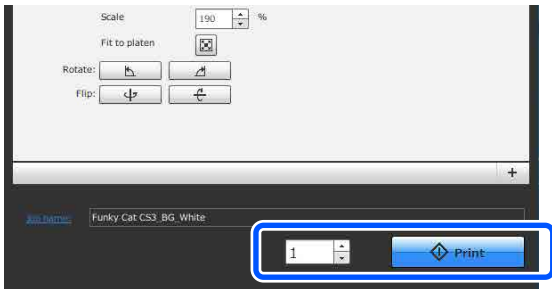 Scale 190 %
Fit to platen
Rotate:
Flip:
+
Job name: Funky Cat CS3_BG_White
1 Print